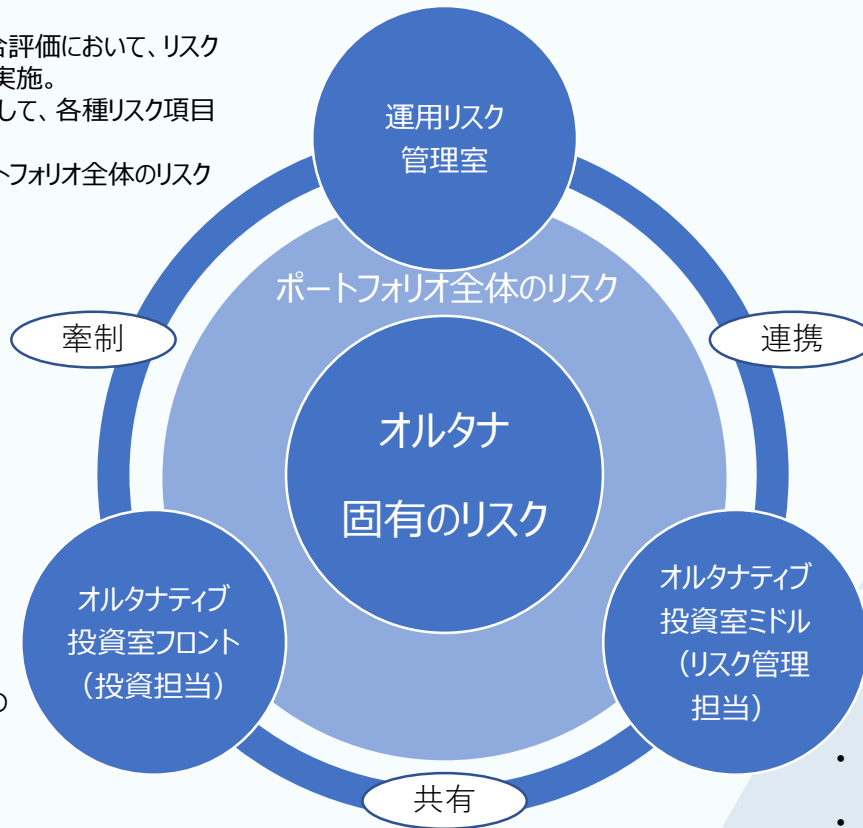 合評価において、リスク
実施。
して、各種リスク項目
トフォリオ全体のリスク
運用リスク
管理室
ポートフォリオ全体のリスク
牽制
連携
オルタナ
固有のリスク
オルタナティブ
投資室フロント
（投資担当）
オルタナティブ
投資室ミドル
（リスク管理
担当）
の
共有
・
・